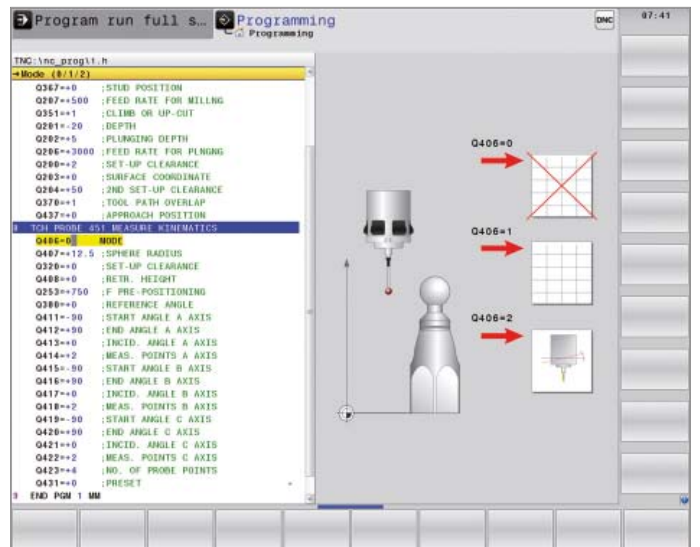 Program run full s...
Programming
Programming
DNC
07:41
TNC:\nc_prog\1.h
→Mode (0/1/2)
Q367=+0 ;STUD POSITION
Q207=+500 ;FEED RATE FOR MILLNG
Q351=+1 ;CLIMB OR UP-CUT
Q201=-20 ;DEPTH
Q202=+5 ;PLUNGING DEPTH
Q206=+3000 ;FEED RATE FOR PLNGNG
Q200=+2 ;SET-UP CLEARANCE
Q203=+0 ;SURFACE COORDINATE
Q204=+50 ;2ND SET-UP CLEARANCE
Q370=+1 ;TOOL PATH OVERLAP
Q437=+0 ;APPROACH POSITION
8 TCH PROBE 451 MEASURE KINEMATICS
Q406=0 MODE
Q407=+12.5 ;SPHERE RADIUS
Q320=+0 ;SET-UP CLEARANCE
Q408=+0 ;RETR. HEIGHT
Q253=+750 ;F PRE-POSITIONING
Q380=+0 ;REFERENCE ANGLE
Q411=-90 ;START ANGLE A AXIS
Q412=+90 ;END ANGLE A AXIS
Q413=+0 ;INCID. ANGLE A AXIS
Q414=+2 ;MEAS. POINTS A AXIS
Q415=-90 ;START ANGLE B AXIS
Q416=+90 ;END ANGLE B AXIS
Q417=+0 ;INCID. ANGLE B AXIS
Q418=+2 ;MEAS. POINTS B AXIS
Q419=-90 ;START ANGLE C AXIS
Q420=+90 ;END ANGLE C AXIS
Q421=+0 ;INCID. ANGLE C AXIS
Q422=+2 ;MEAS. POINTS C AXIS
Q423=+4 ;NO. OF PROBE POINTS
Q431=+0 ;PRESET
9 END PGM 1 MM
Q406=0
Q406=1
Q406=2